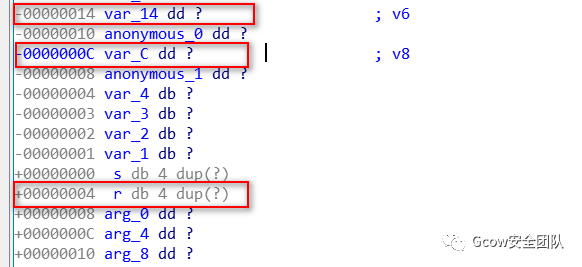 -00000014 var_14 dd ? ; v6
-00000010 anonymous_0 dd ?
-0000000C var_C dd ? ; v8
-00000008 anonymous_1 dd ?
-00000004 var_4 db ?
-00000003 var_3 db ?
-00000002 var_2 db ?
-00000001 var_1 db ?
+00000000 s db 4 dup(?)
+00000004 r db 4 dup(?)
+00000008 arg_0 dd ?
+0000000C arg_4 dd ?
+00000010 arg_8 dd ?
Gcow安全团队